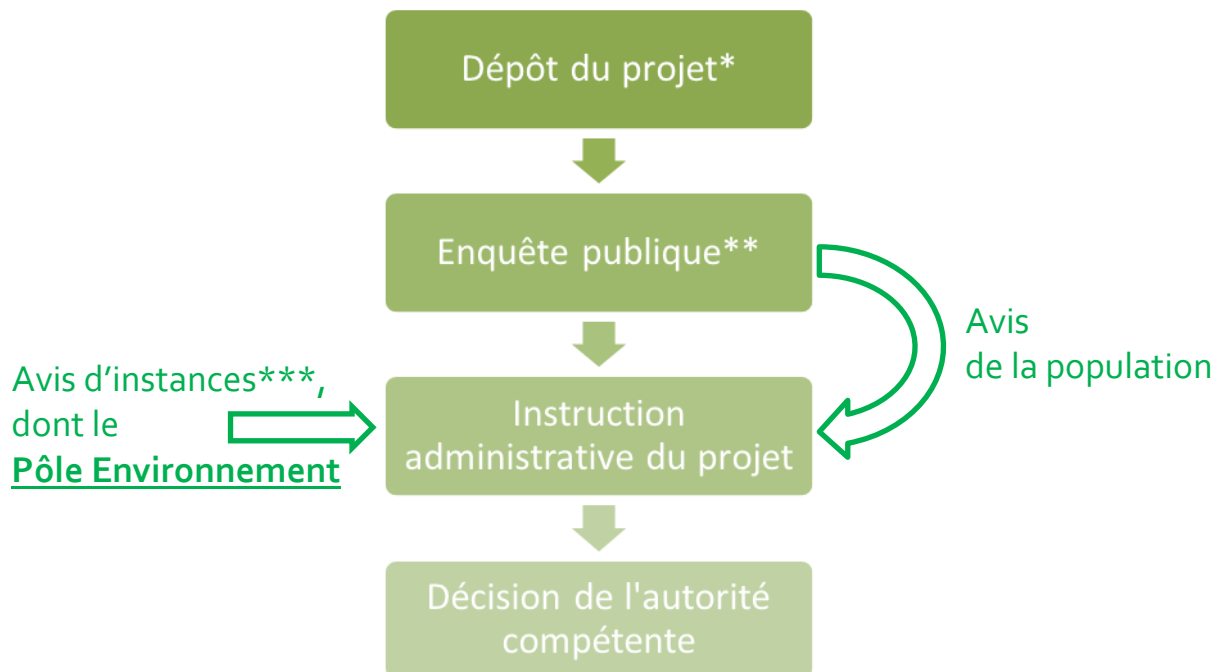 Dépôt du projet*
Enquête publique**
Avis
de la population
Avis d’instances***,
dont le
Pôle Environnement
Instruction
administrative du projet
Décision de l'autorité
compétente